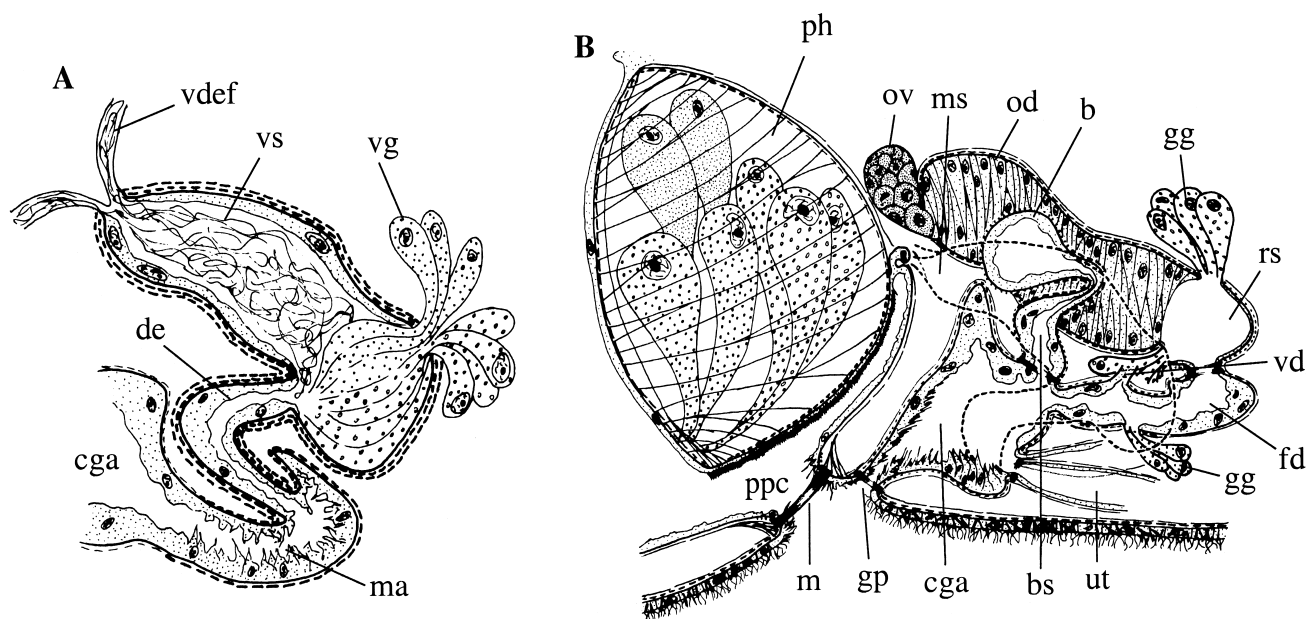 A
vdef
vs
vg
de
cga
ma
B
ph
ov
ms
od
b
gg
rs
vd
fd
gg
ppc
m
gp
cga
bs
ut